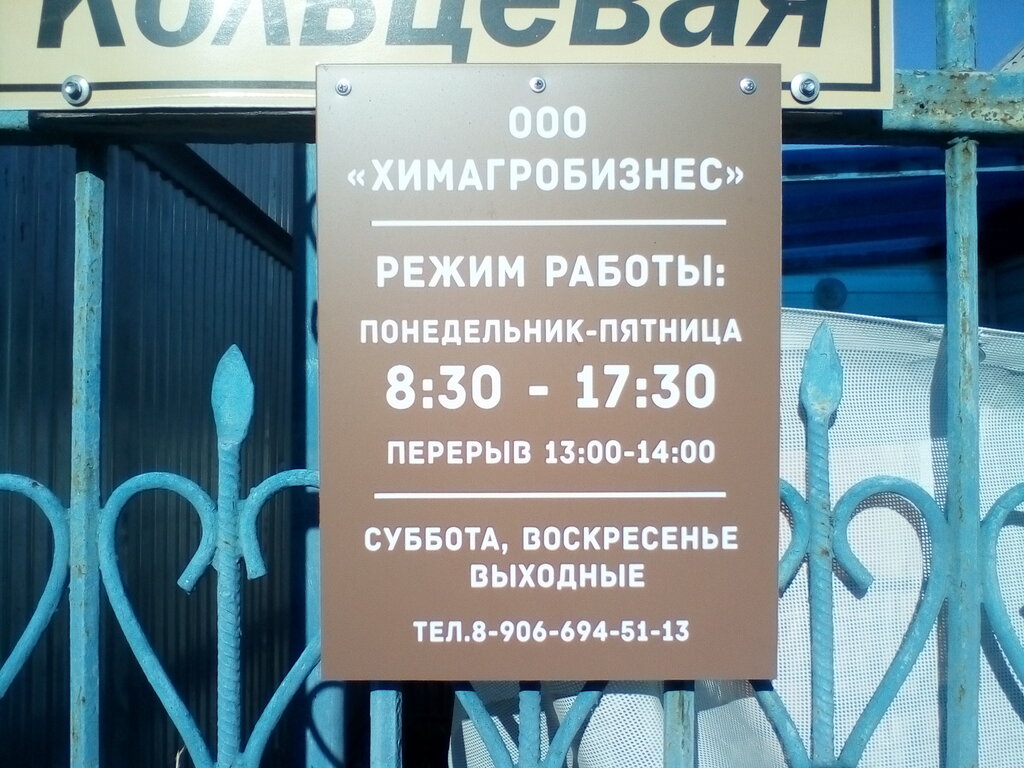 Кольцевая
ООО
«ХИМАГРОБИЗНЕС»
РЕЖИМ РАБОТЫ:
ПОНЕДЕЛЬНИК-ПЯТНИЦА
8:30 - 17:30
ПЕРЕРЫВ 13:00-14:00
СУББОТА, ВОСКРЕСЕНЬЕ
ВЫХОДНЫЕ
ТЕЛ.8-906-694-51-13